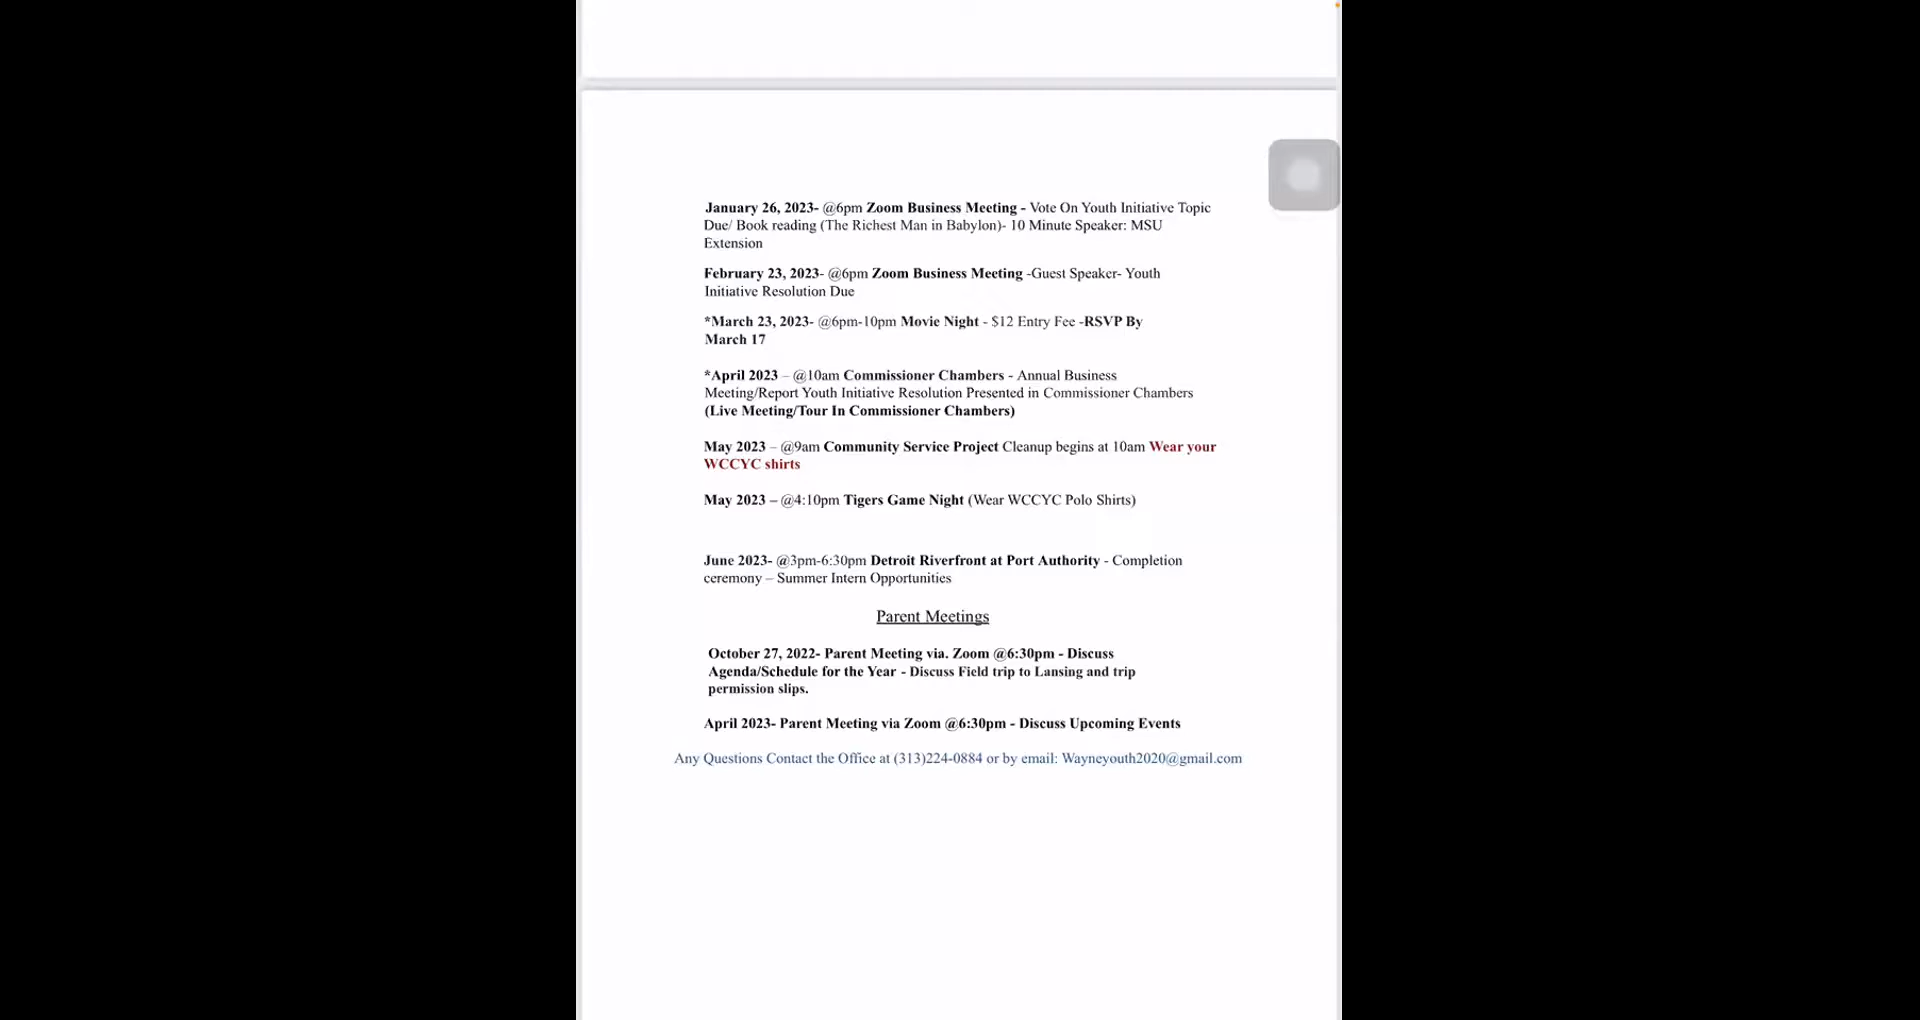 January 26, 2023- @6pm Zoom Business Meeting - Vote On Youth Initiative Topic
Due/ Book reading (The Richest Man in Babylon)- 10 Minute Speaker: MSU
Extension
February 23, 2023- @6pm Zoom Business Meeting -Guest Speaker- Youth
Initiative Resolution Due
*March 23, 2023- @6pm-10pm Movie Night - $12 Entry Fee -RSVP By
March 17
*April 2023 – @10am Commissioner Chambers - Annual Business
Meeting/Report Youth Initiative Resolution Presented in Commissioner Chambers
(Live Meeting/Tour In Commissioner Chambers)
May 2023 – @9am Community Service Project Cleanup begins at 10am Wear your
WCCYC shirts
May 2023 – @4:10pm Tigers Game Night (Wear WCCYC Polo Shirts)
June 2023- @3pm-6:30pm Detroit Riverfront at Port Authority - Completion
ceremony – Summer Intern Opportunities
Parent Meetings
October 27, 2022- Parent Meeting via. Zoom @6:30pm - Discuss
Agenda/Schedule for the Year - Discuss Field trip to Lansing and trip
permission slips.
April 2023- Parent Meeting via Zoom @6:30pm - Discuss Upcoming Events
Any Questions Contact the Office at (313)224-0884 or by email: Wayneyouth2020@gmail.com